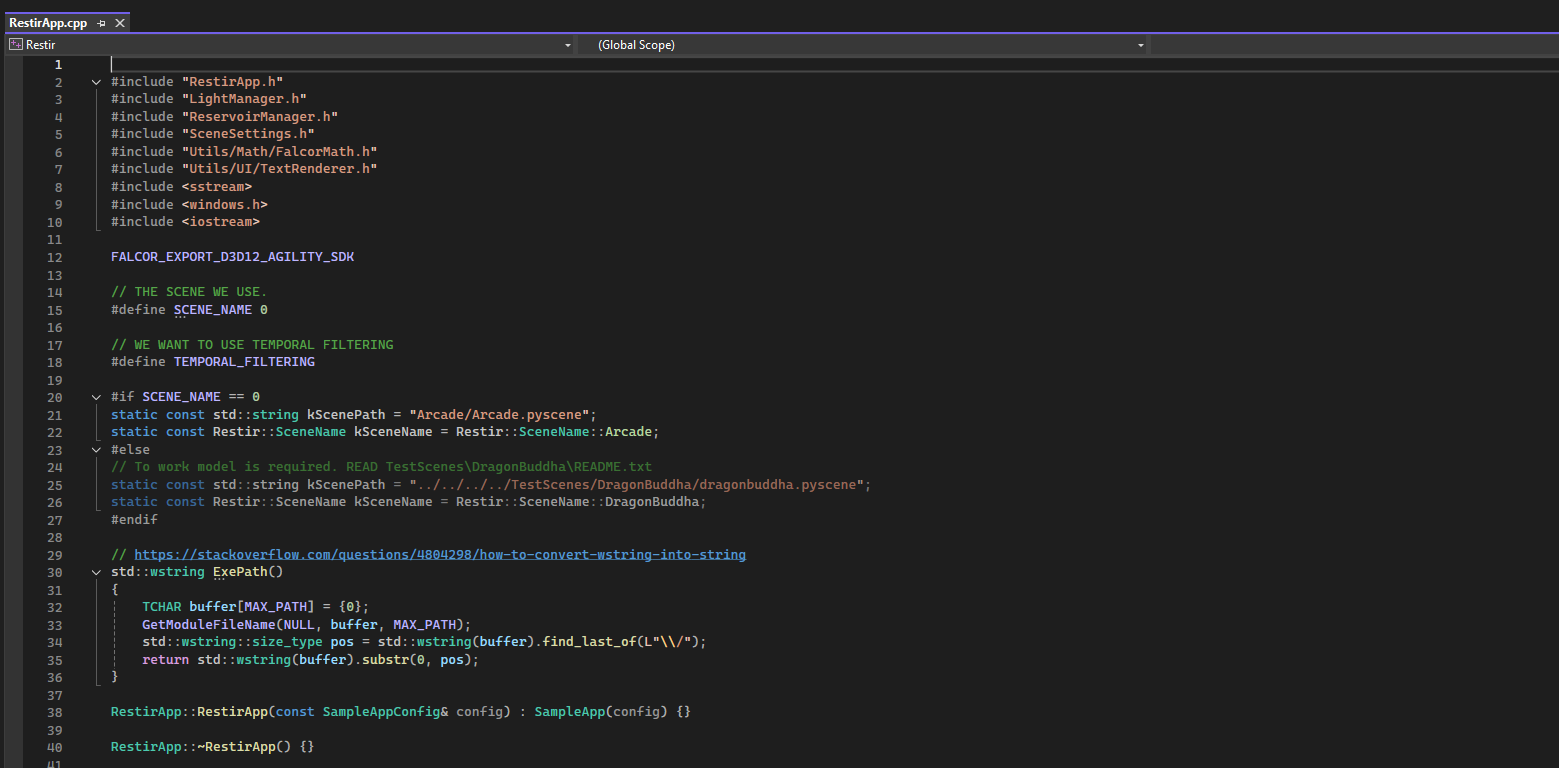 RestirApp.cpp
Restir (Global Scope)
1
2 #include "RestirApp.h"
3 #include "LightManager.h"
4 #include "ReservoirManager.h"
5 #include "SceneSettings.h"
6 #include "Utils/Math/FalcorMath.h"
7 #include "Utils/UI/TextRenderer.h"
8 #include <sstream>
9 #include <windows.h>
10 #include <iostream>
11
12 FALCOR_EXPORT_D3D12_AGILITY_SDK
13
14 // THE SCENE WE USE.
15 #define SCENE_NAME 0
16
17 // WE WANT TO USE TEMPORAL FILTERING
18 #define TEMPORAL_FILTERING
19
20 #if SCENE_NAME == 0
21 static const std::string kScenePath = "Arcade/Arcade.pyscene";
22 static const Restir::SceneName kSceneName = Restir::SceneName::Arcade;
23 #else
24 // To work model is required. READ TestScenes\DragonBuddha\README.txt
25 static const std::string kScenePath = "../../../../TestScenes/DragonBuddha/dragonbuddha.pyscene";
26 static const Restir::SceneName kSceneName = Restir::SceneName::DragonBuddha;
27 #endif
28
29 // https://stackoverflow.com/questions/4804298/how-to-convert-wstring-into-string
30 std::wstring ExePath()
31 {
32     TCHAR buffer[MAX_PATH] = {0};
33     GetModuleFileName(NULL, buffer, MAX_PATH);
34     std::wstring::size_type pos = std::wstring(buffer).find_last_of(L"\\/");
35     return std::wstring(buffer).substr(0, pos);
36 }
37
38 RestirApp::RestirApp(const SampleAppConfig& config) : SampleApp(config) {}
39
40 RestirApp::~RestirApp() {}
41